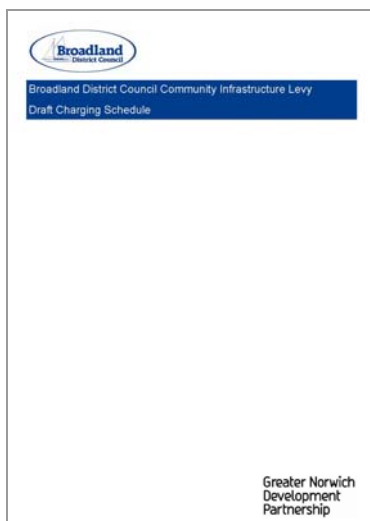 Broadland
District Council
Broadland District Council Community Infrastructure Levy
Draft Charging Schedule
Greater Norwich
Development
Partnership